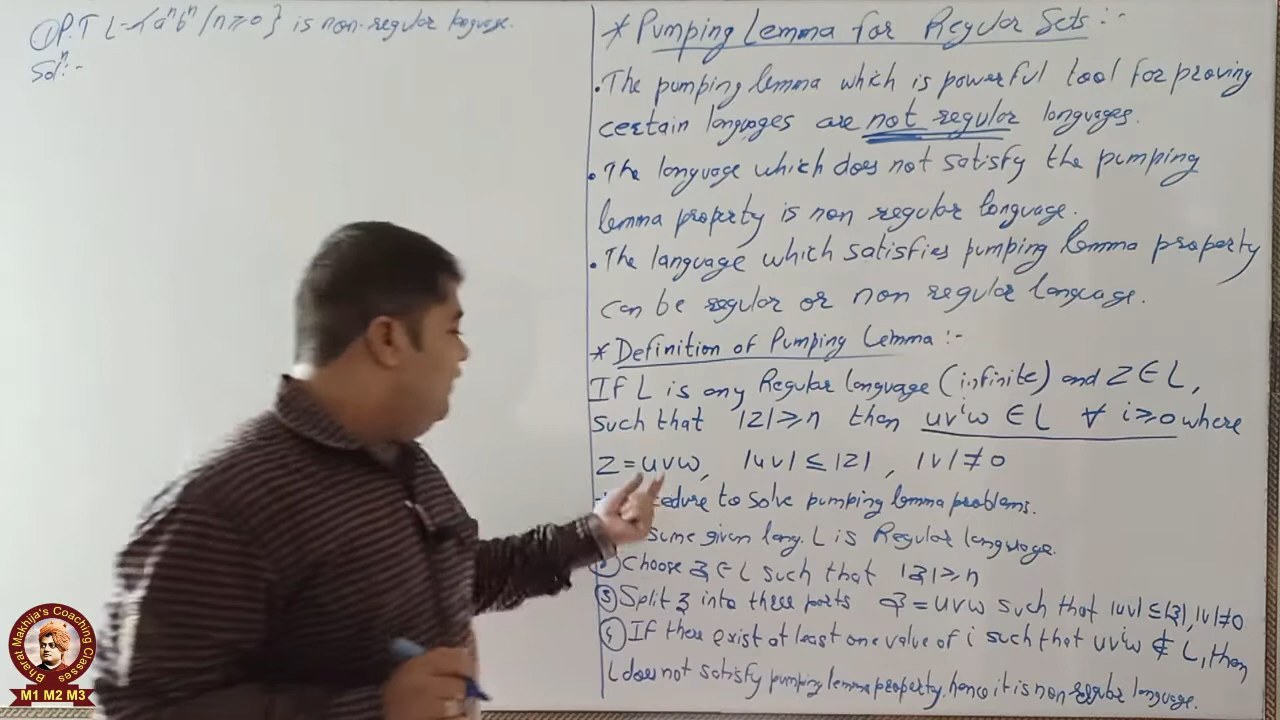 ① P.T L = { aⁿbⁿ / n ≥ 0 } is non-regular language.
Solⁿ:-
* Pumping Lemma for Regular Sets :-
. The pumping lemma which is powerful tool for proving
certain languages are not regular languages.
. The language which does not satisfy the pumping
lemma property is non regular language.
. The language which satisfies pumping lemma property
can be regular or non regular language.
* Definition of Pumping Lemma :-
If L is any Regular language (infinite) and Z ∈ L,
such that |Z| ≥ n then uvⁱw ∈ L ∀ i ≥ 0 where
Z = uvw, |uv| ≤ |Z| , |v| ≠ 0
edure to solve pumping lemma problems.
sume given lang. L is Regular language.
② Choose z ∈ L such that |z| ≥ n
③ Split z into three parts z = uvw such that |uv| ≤ |z|, |v| ≠ 0
④ If there exist at least one value of i such that uvⁱw ∉ L, then
L does not satisfy pumping lemma property, hence it is non-regular language.
Bharat Makhija's Coaching Classes
M1 M2 M3